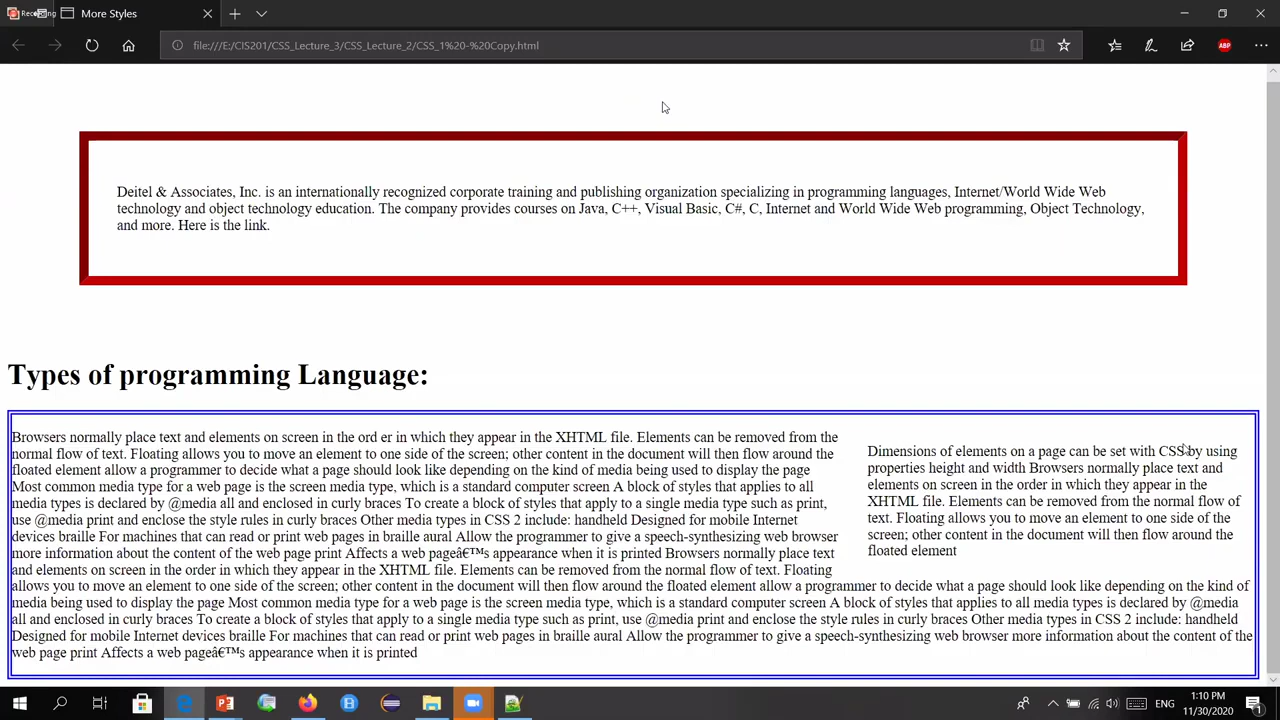 Recording
More Styles
file:///E:/CIS201/CSS_Lecture_3/CSS_Lecture_2/CSS_1%20-%20Copy.html
ABP
Deitel & Associates, Inc. is an internationally recognized corporate training and publishing organization specializing in programming languages, Internet/World Wide Web
technology and object technology education. The company provides courses on Java, C++, Visual Basic, C#, C, Internet and World Wide Web programming, Object Technology,
and more. Here is the link.
Types of programming Language:
Browsers normally place text and elements on screen in the ord er in which they appear in the XHTML file. Elements can be removed from the
normal flow of text. Floating allows you to move an element to one side of the screen; other content in the document will then flow around the
floated element allow a programmer to decide what a page should look like depending on the kind of media being used to display the page
Most common media type for a web page is the screen media type, which is a standard computer screen A block of styles that applies to all
media types is declared by @media all and enclosed in curly braces To create a block of styles that apply to a single media type such as print,
use @media print and enclose the style rules in curly braces Other media types in CSS 2 include: handheld Designed for mobile Internet
devices braille For machines that can read or print web pages in braille aural Allow the programmer to give a speech-synthesizing web browser
more information about the content of the web page print Affects a web pageâ€™s appearance when it is printed Browsers normally place text
and elements on screen in the order in which they appear in the XHTML file. Elements can be removed from the normal flow of text. Floating
allows you to move an element to one side of the screen; other content in the document will then flow around the floated element allow a programmer to decide what a page should look like depending on the kind of
media being used to display the page Most common media type for a web page is the screen media type, which is a standard computer screen A block of styles that applies to all media types is declared by @media
all and enclosed in curly braces To create a block of styles that apply to a single media type such as print, use @media print and enclose the style rules in curly braces Other media types in CSS 2 include: handheld
Designed for mobile Internet devices braille For machines that can read or print web pages in braille aural Allow the programmer to give a speech-synthesizing web browser more information about the content of the
web page print Affects a web pageâ€™s appearance when it is printed
Dimensions of elements on a page can be set with CSS by using
properties height and width Browsers normally place text and
elements on screen in the order in which they appear in the
XHTML file. Elements can be removed from the normal flow of
text. Floating allows you to move an element to one side of the
screen; other content in the document will then flow around the
floated element
ENG
1:10 PM
11/30/2020
1